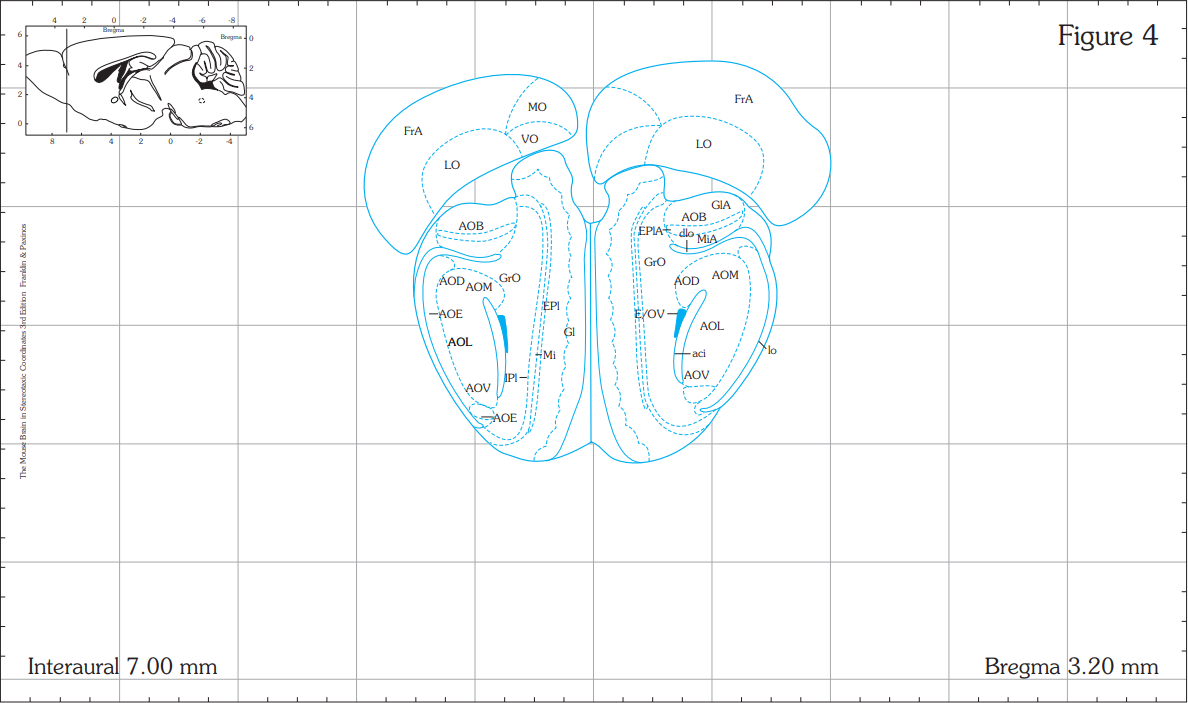 Figure 4
4 2 0 -2 -4 -6 -8
Bregma
Bregma
0
2
4
6
6
4
2
0
8 6 4 2 0 -2 -4
The Mouse Brain in Stereotaxic Coordinates 3rd Edition Franklin & Paxinos
MO
FrA
VO
LO
FrA
LO
AOB
GlA
AOB
EPlA
dlo
MiA
GrO
AOD
AOM
GrO
AOD
AOM
AOE
EPl
E/OV
Gl
AOL
AOL
Mi
aci
lo
IPl
AOV
AOV
AOE
Interaural 7.00 mm
Bregma 3.20 mm